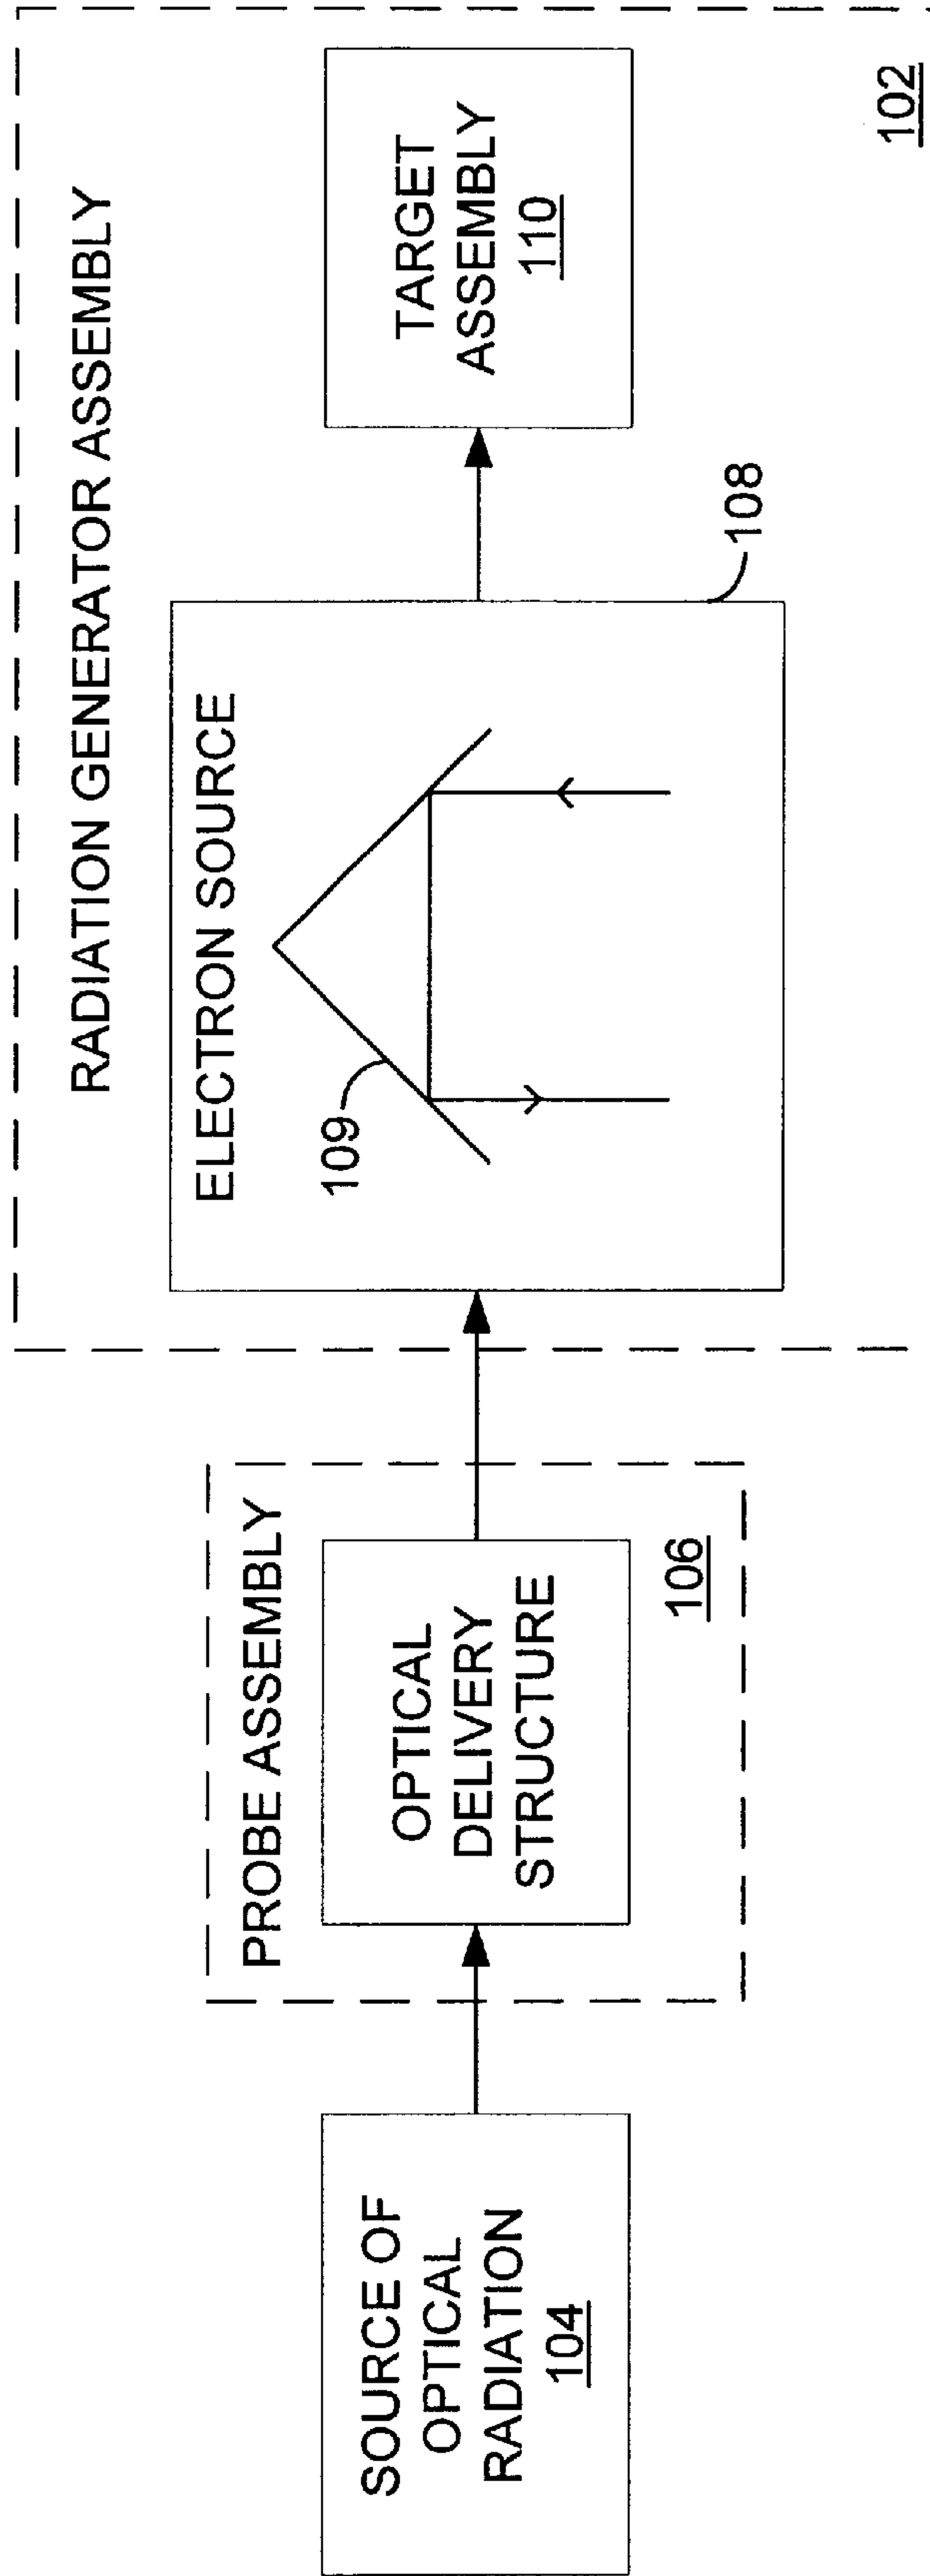 SOURCE OF
OPTICAL
RADIATION
104
PROBE ASSEMBLY
OPTICAL
DELIVERY
STRUCTURE
106
RADIATION GENERATOR ASSEMBLY
ELECTRON SOURCE
109
108
TARGET
ASSEMBLY
110
102